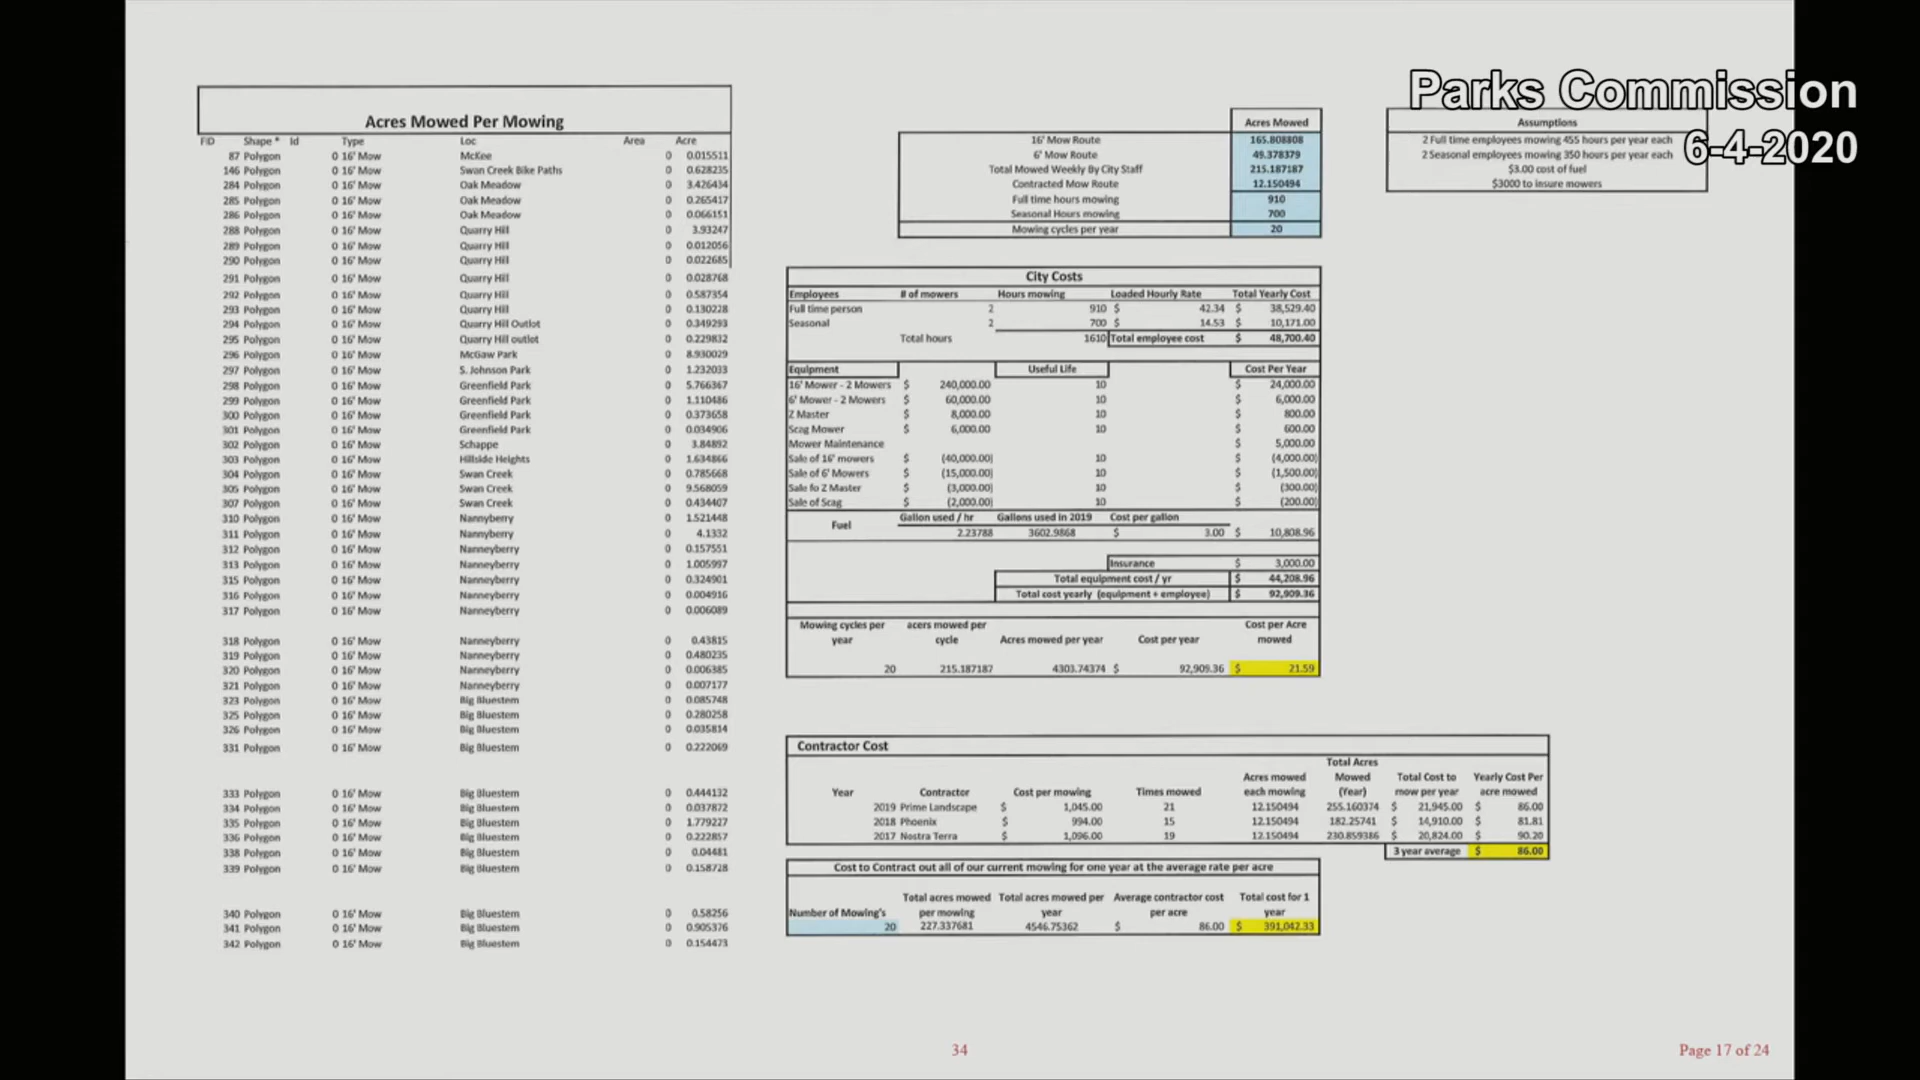 Parks Commission
6-4-2020
Acres Mowed Per Mowing
FID Shape * Id Type Loc Area Acre
87 Polygon 0 16' Mow McKee 0 0.015511
146 Polygon 0 16' Mow Swan Creek Bike Paths 0 0.628235
284 Polygon 0 16' Mow Oak Meadow 0 3.426434
285 Polygon 0 16' Mow Oak Meadow 0 0.265417
286 Polygon 0 16' Mow Oak Meadow 0 0.066151
288 Polygon 0 16' Mow Quarry Hill 0 3.93247
289 Polygon 0 16' Mow Quarry Hill 0 0.012056
290 Polygon 0 16' Mow Quarry Hill 0 0.022685
291 Polygon 0 16' Mow Quarry Hill 0 0.028768
292 Polygon 0 16' Mow Quarry Hill 0 0.587354
293 Polygon 0 16' Mow Quarry Hill 0 0.130228
294 Polygon 0 16' Mow Quarry Hill Outlot 0 0.349293
295 Polygon 0 16' Mow Quarry Hill outlot 0 0.229832
296 Polygon 0 16' Mow McGaw Park 0 8.930029
297 Polygon 0 16' Mow S. Johnson Park 0 1.232033
298 Polygon 0 16' Mow Greenfield Park 0 5.766367
299 Polygon 0 16' Mow Greenfield Park 0 1.110486
300 Polygon 0 16' Mow Greenfield Park 0 0.373658
301 Polygon 0 16' Mow Greenfield Park 0 0.034906
302 Polygon 0 16' Mow Schappe 0 3.84892
303 Polygon 0 16' Mow Hillside Heights 0 1.634866
304 Polygon 0 16' Mow Swan Creek 0 0.785668
305 Polygon 0 16' Mow Swan Creek 0 9.568059
307 Polygon 0 16' Mow Swan Creek 0 0.434407
310 Polygon 0 16' Mow Nannyberry 0 1.521448
311 Polygon 0 16' Mow Nannyberry 0 4.1332
312 Polygon 0 16' Mow Nanneyberry 0 0.157551
313 Polygon 0 16' Mow Nanneyberry 0 1.005997
315 Polygon 0 16' Mow Nanneyberry 0 0.324901
316 Polygon 0 16' Mow Nanneyberry 0 0.004916
317 Polygon 0 16' Mow Nanneyberry 0 0.006089
318 Polygon 0 16' Mow Nanneyberry 0 0.43815
319 Polygon 0 16' Mow Nanneyberry 0 0.480235
320 Polygon 0 16' Mow Nanneyberry 0 0.006385
321 Polygon 0 16' Mow Nanneyberry 0 0.007177
323 Polygon 0 16' Mow Big Bluestem 0 0.085748
325 Polygon 0 16' Mow Big Bluestem 0 0.280258
326 Polygon 0 16' Mow Big Bluestem 0 0.035814
331 Polygon 0 16' Mow Big Bluestem 0 0.222069
333 Polygon 0 16' Mow Big Bluestem 0 0.444132
334 Polygon 0 16' Mow Big Bluestem 0 0.037872
335 Polygon 0 16' Mow Big Bluestem 0 1.779227
336 Polygon 0 16' Mow Big Bluestem 0 0.222857
338 Polygon 0 16' Mow Big Bluestem 0 0.04481
339 Polygon 0 16' Mow Big Bluestem 0 0.158728
340 Polygon 0 16' Mow Big Bluestem 0 0.58256
341 Polygon 0 16' Mow Big Bluestem 0 0.905376
342 Polygon 0 16' Mow Big Bluestem 0 0.154473
Acres Mowed
16' Mow Route 165.808808
6' Mow Route 49.378379
Total Mowed Weekly By City Staff 215.187187
Contracted Mow Route 12.150494
Full time hours mowing 910
Seasonal Hours mowing 700
Mowing cycles per year 20
Assumptions
2 Full time employees mowing 455 hours per year each
2 Seasonal employees mowing 350 hours per year each
$3.00 cost of fuel
$3000 to insure mowers
City Costs
Employees # of mowers Hours mowing Loaded Hourly Rate Total Yearly Cost
Full time person 2 910 $ 42.34 $ 38,529.40
Seasonal 2 700 $ 14.53 $ 10,171.00
Total hours 1610 Total employee cost $ 48,700.40
Equipment Useful Life Cost Per Year
16' Mower - 2 Mowers $ 240,000.00 10 $ 24,000.00
6' Mower - 2 Mowers $ 60,000.00 10 $ 6,000.00
Z Master $ 8,000.00 10 $ 800.00
Scag Mower $ 6,000.00 10 $ 600.00
Mower Maintenance $ 5,000.00
Sale of 16' mowers $ (40,000.00) 10 $ (4,000.00)
Sale of 6' Mowers $ (15,000.00) 10 $ (1,500.00)
Sale fo Z Master $ (3,000.00) 10 $ (300.00)
Sale of Scag $ (2,000.00) 10 $ (200.00)
Fuel Gallon used / hr Gallons used in 2019 Cost per gallon
2.23788 3602.9868 $ 3.00 $ 10,808.96
Insurance $ 3,000.00
Total equipment cost / yr $ 44,208.96
Total cost yearly (equipment + employee) $ 92,909.36
Mowing cycles per year acers mowed per cycle Acres mowed per year Cost per year Cost per Acre mowed
20 215.187187 4303.74374 $ 92,909.36 $ 21.59
Contractor Cost
Year Contractor Cost per mowing Times mowed Acres mowed each mowing Total Acres Mowed (Year) Total Cost to mow per year Yearly Cost Per acre mowed
2019 Prime Landscape $ 1,045.00 21 12.150494 255.160374 $ 21,945.00 $ 86.00
2018 Phoenix $ 994.00 15 12.150494 182.25741 $ 14,910.00 $ 81.81
2017 Nostra Terra $ 1,096.00 19 12.150494 230.859386 $ 20,824.00 $ 90.20
3 year average $ 86.00
Cost to Contract out all of our current mowing for one year at the average rate per acre
Number of Mowing's Total acres mowed per mowing Total acres mowed per year Average contractor cost per acre Total cost for 1 year
20 227.337681 4546.75362 $ 86.00 $ 391,042.33
34
Page 17 of 24